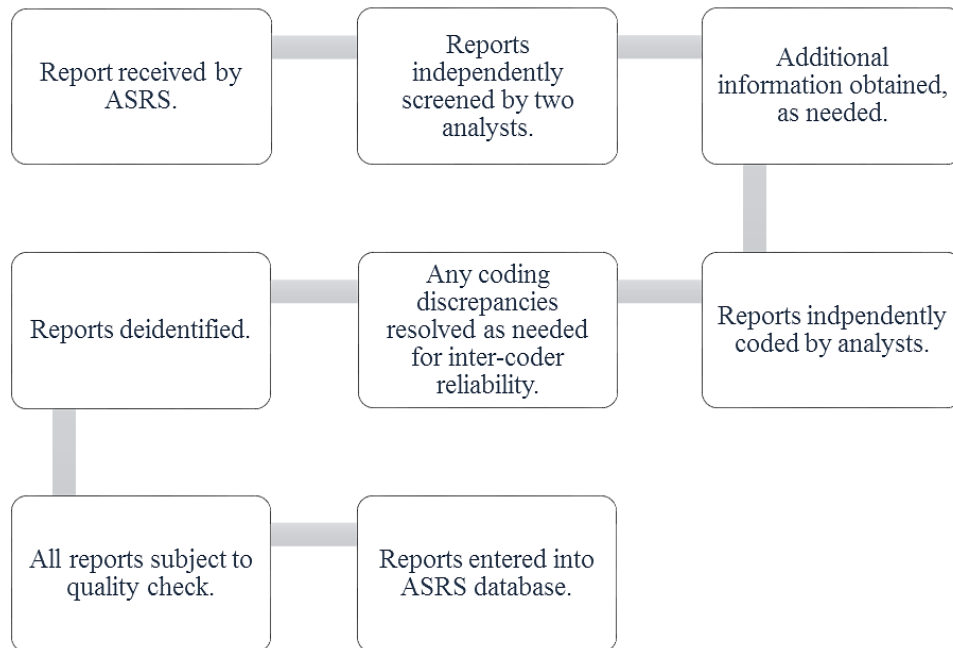 Report received by
ASRS.
Reports
independently
screened by two
analysts.
Additional
information obtained,
as needed.
Reports indpendently
coded by analysts.
Any coding
discrepancies
resolved as needed
for inter-coder
reliability.
Reports deidentified.
All reports subject to
quality check.
Reports entered into
ASRS database.